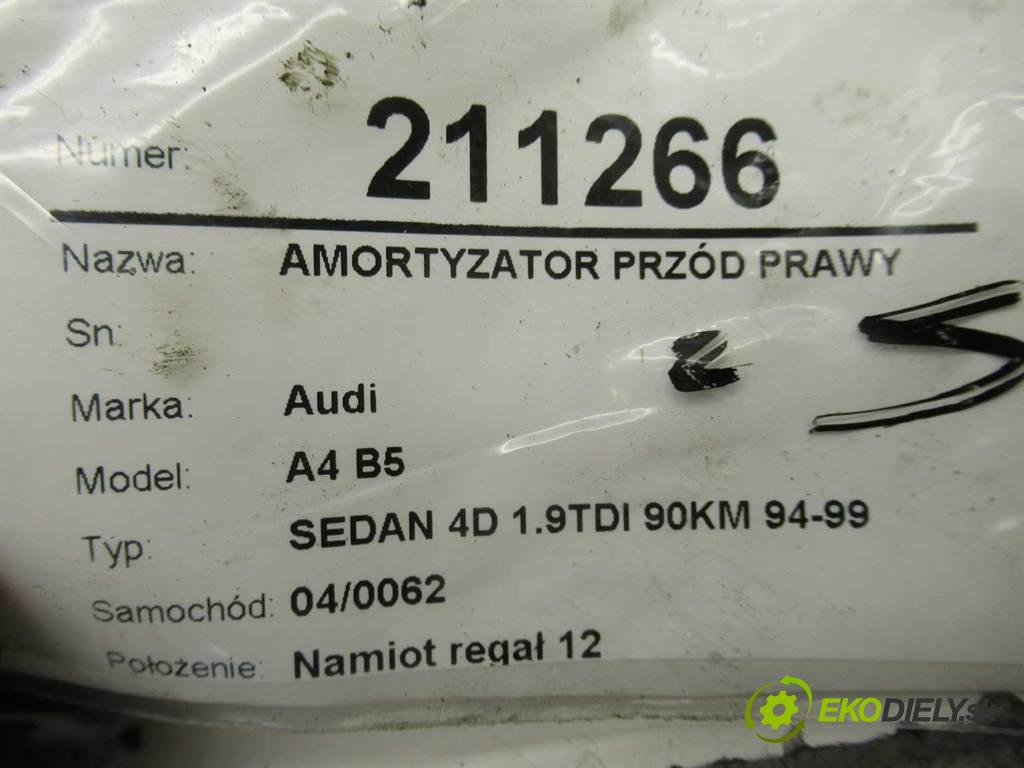 Numer: 211266
Nazwa: AMORTYZATOR PRZÓD PRAWY
Sn:
Marka: Audi
Model: A4 B5
Typ: SEDAN 4D 1.9TDI 90KM 94-99
Samochód: 04/0062
Położenie: Namiot regał 12
EKODIELY.sk